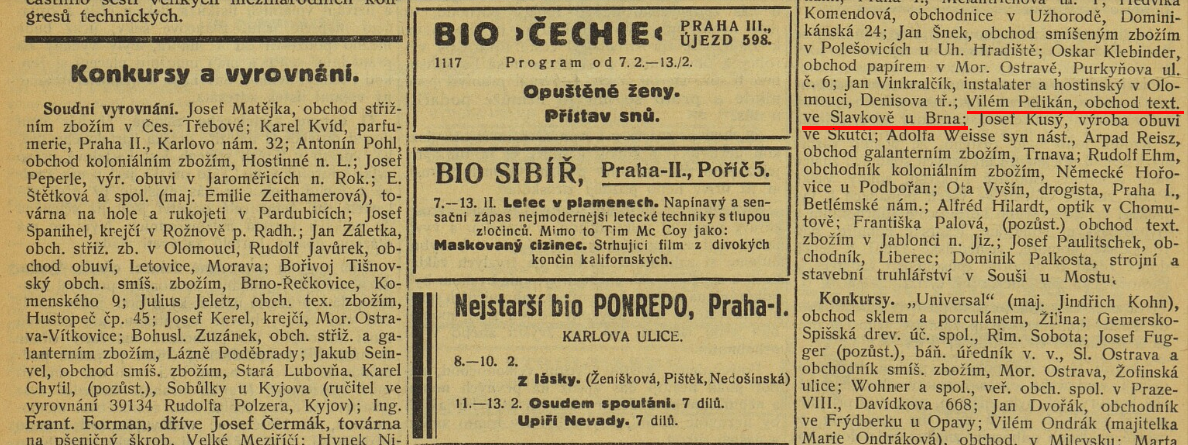 gresů technických.
Konkursy a vyrovnání.
Soudní vyrovnání. Josef Matějka, obchod střiž-
ním zbožím v Čes. Třebové; Karel Kvíd, parfu-
merie, Praha II., Karlovo nám. 32; Antonín Pohl,
obchod koloniálním zbožím, Hostinné n. L.; Josef
Peperle, výr. obuvi v Jaroměřicích n. Rok.; E.
Štětková a spol. (maj. Emilie Zeithamerová), to-
várna na hole a rukojeti v Pardubicích; Josef
Španihel, krejčí v Rožnově p. Radh.; Jan Záletka,
obch. střiž. zb. v Olomouci, Rudolf Javůrek, ob-
chod obuví, Letovice, Morava; Bořivoj Tišnov-
ský obch. smíš. zbožím, Brno-Řečkovice, Ko-
menského 9; Julius Jeletz, obch. tex. zbožím,
Hustopeč čp. 45; Josef Kerel, krejčí, Mor. Ostra-
va-Vítkovice; Bohusl. Zuzánek, obch. střiž. a ga-
lanterním zbožím, Lázně Poděbrady; Jakub Sein-
vel, obchod smíš. zbožím, Stará Lubovňa, Karel
Chytil, (pozůst.), Sobůlky u Kyjova (ručitel ve
vyrovnání 39134 Rudolfa Polzera, Kyjov); Ing.
Frant. Forman, dříve Josef Čermák, továrna
na pšeničný škrob, Velké Meziříčí; Hynek Ni-
BIO ›ČECHIE‹ PRAHA III.,
ÚJEZD 598.
1117 Program od 7. 2.—13./2.
Opuštěné ženy.
Přístav snů.
BIO SIBÍŘ, Praha-II., Poříč 5.
7.—13. II. Letec v plamenech. Napínavý a sen-
sační zápas nejmodernější letecké techniky s tlupou
zločinců. Mimo to Tim Mc Coy jako:
Maskovaný cizinec. Strhující film z divokých
končin kalifornských.
Nejstarší bio PONREPO, Praha-I.
KARLOVA ULICE.
8.—10. 2.
z lásky. (Ženíšková, Pištěk, Nedošínská)
11.—13. 2. Osudem spoutáni. 7 dílů.
Upíři Nevady. 7 dílů.
Komendová, obchodnice v Užhorodě, Domini-
kánská 24; Jan Šnek, obchod smíšeným zbožím
v Polešovicích u Uh. Hradiště; Oskar Klebinder,
obchod papírem v Mor. Ostravě, Purkyňova ul.
č. 6; Jan Vinkralčík, instalater a hostinský v Olo-
mouci, Denisova tř.; Vilém Pelikán, obchod text.
ve Slavkově u Brna; Josef Kusý, výroba obuvi
ve Skutči; Adolfa Weisse syn nást., Arpad Reisz,
obchod galanterním zbožím, Trnava; Rudolf Ehm,
obchodník koloniálním zbožím, Německé Hořo-
vice u Podbořan; Ota Vyšín, drogista, Praha I.,
Betlémské nám.; Alfréd Hilardt, optik v Chomu-
tově; Františka Palová, (pozůst.) obchod text.
zbožím v Jablonci n. Jiz.; Josef Paulitschek, ob-
chodník, Liberec; Dominik Palkosta, strojní a
stavební truhlářství v Souši u Mostu.
Konkursy. „Universal“ (maj. Jindřich Kohn),
obchod sklem a porculánem, Žilina; Gemersko-
Spišská drev. úč. spol., Rim. Sobota; Josef Fug-
ger (pozůst.), báň. úředník v. v., Sl. Ostrava a
obchodník smíš. zbožím, Mor. Ostrava, Žofinská
ulice; Wohner a spol., veř. obch. spol. v Praze-
VIII., Davídkova 668; Jan Dvořák, obchodník
ve Frýdberku u Opavy; Vilém Ondrák (majitelka
Marie Ondráková), obchod. v Milevsku; Marta